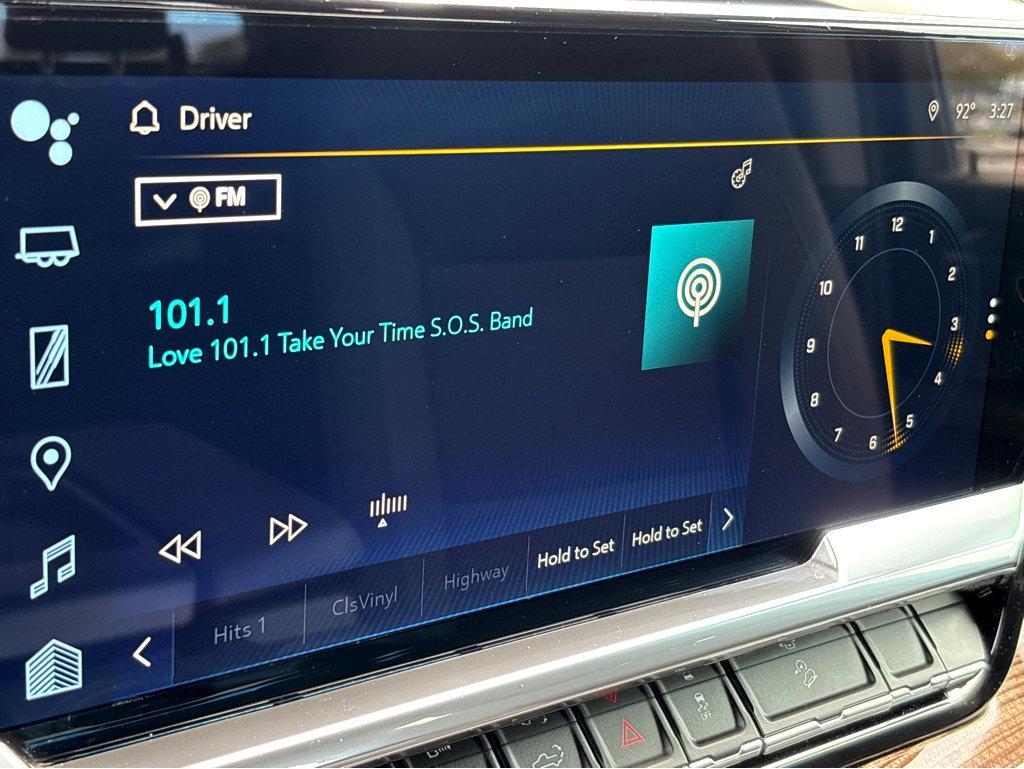 Driver
92° 3:27
FM
101.1
Love 101.1 Take Your Time S.O.S. Band
12
1
2
3
4
5
6
7
8
9
10
11
Hits 1
ClsVinyl
Highway
Hold to Set
Hold to Set